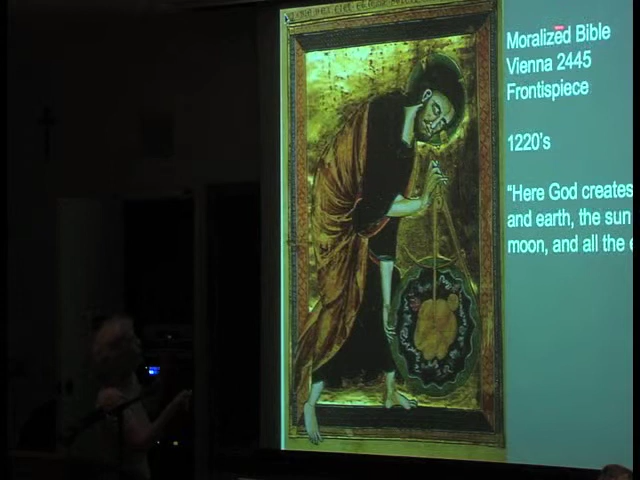 Moralized Bible
Vienna 2445
Frontispiece
1220's
“Here God creates
and earth, the sun
moon, and all the